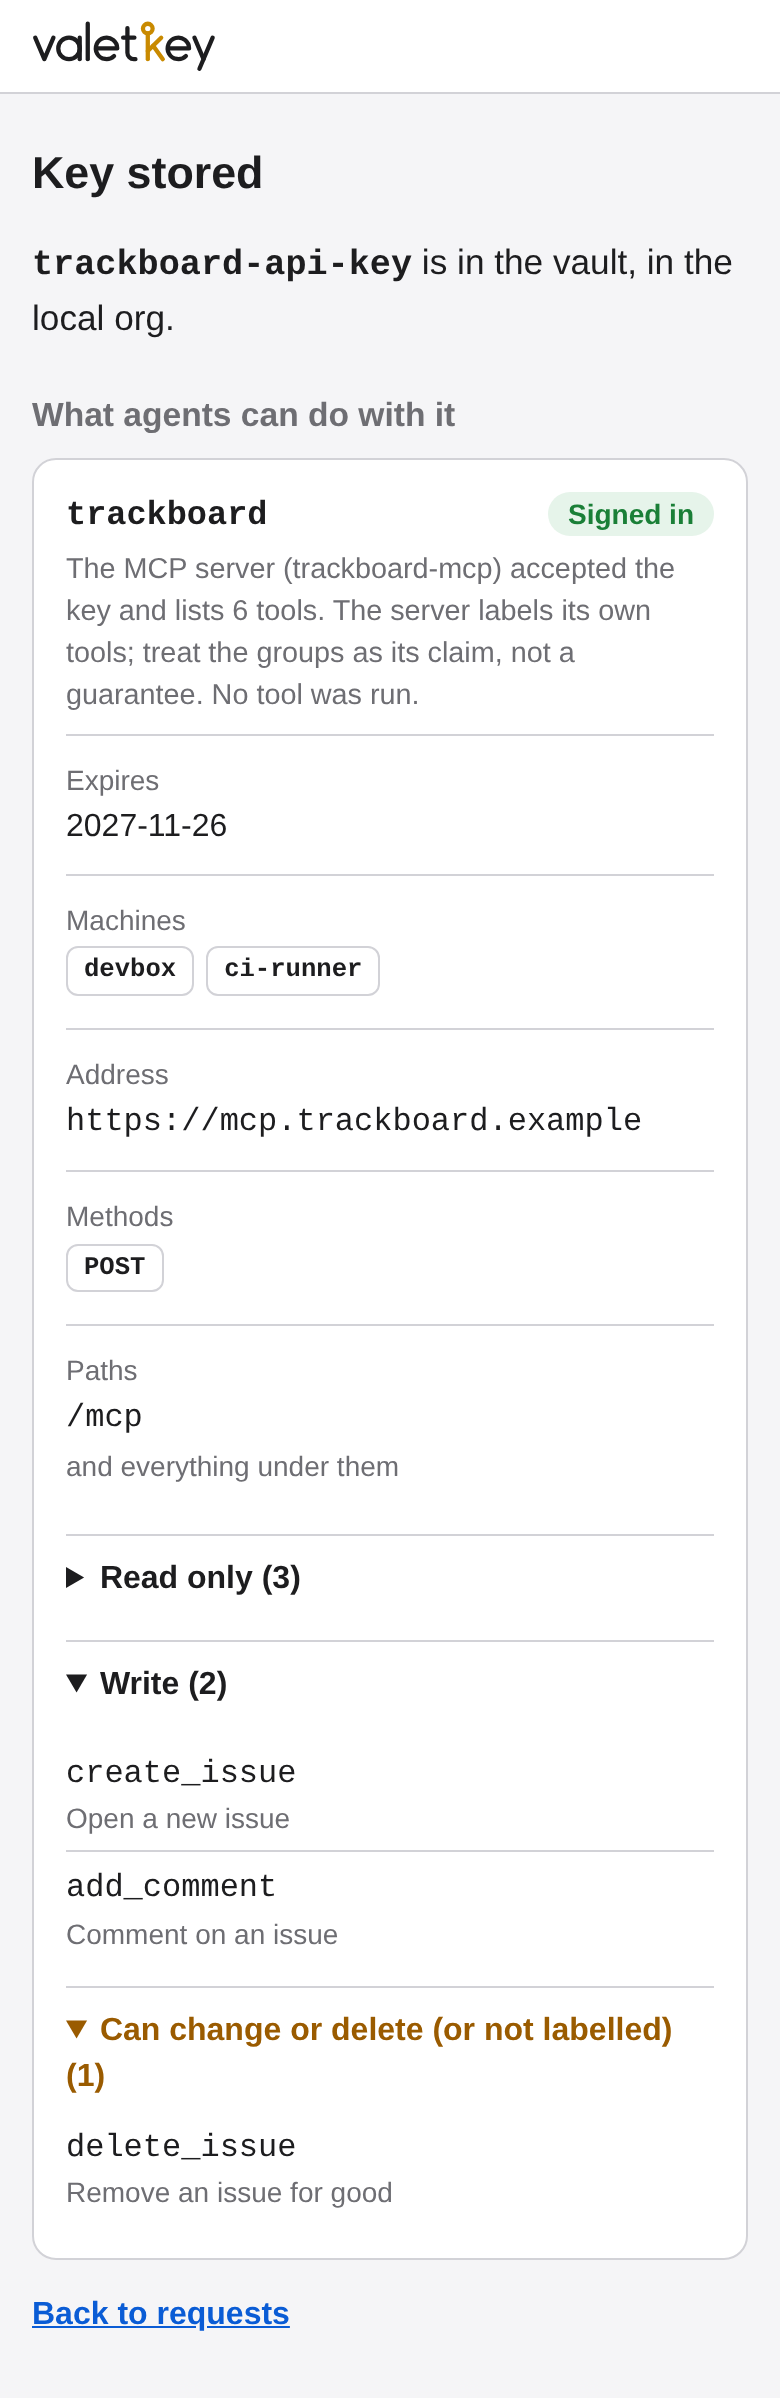 valetkey
Key stored
trackboard-api-key is in the vault, in the
local org.
What agents can do with it
trackboard
Signed in
The MCP server (trackboard-mcp) accepted the
key and lists 6 tools. The server labels its own
tools; treat the groups as its claim, not a
guarantee. No tool was run.
Expires
2027-11-26
Machines
devbox ci-runner
Address
https://mcp.trackboard.example
Methods
POST
Paths
/mcp
and everything under them
Read only (3)
Write (2)
create_issue
Open a new issue
add_comment
Comment on an issue
Can change or delete (or not labelled)
(1)
delete_issue
Remove an issue for good
Back to requests